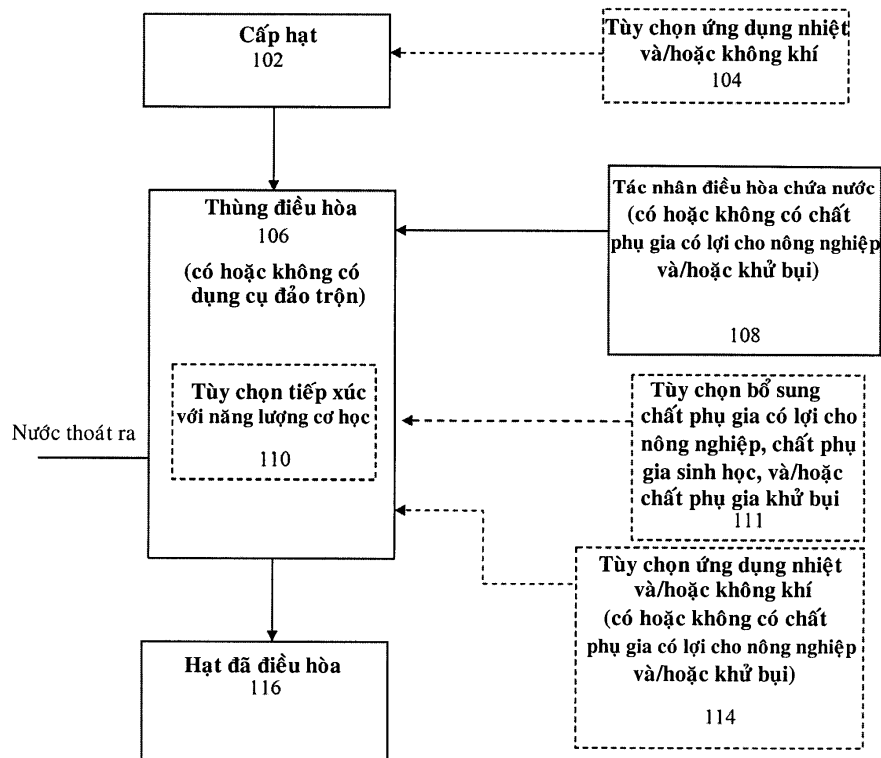 Cấp hạt
102
Tùy chọn ứng dụng nhiệt
và/hoặc không khí
104
Thùng điều hòa
106
(có hoặc không có
dụng cụ đảo trộn)
Tác nhân điều hòa chứa nước
(có hoặc không có chất
phụ gia có lợi cho nông nghiệp
và/hoặc khử bụi)
108
Tùy chọn tiếp xúc
với năng lượng cơ học
110
Nước thoát ra
Tùy chọn bổ sung
chất phụ gia có lợi cho
nông nghiệp, chất phụ
gia sinh học, và/hoặc
chất phụ gia khử bụi
111
Tùy chọn ứng dụng nhiệt
và/hoặc không khí
(có hoặc không có chất
phụ gia có lợi cho nông nghiệp
và/hoặc khử bụi)
114
Hạt đã điều hòa
116